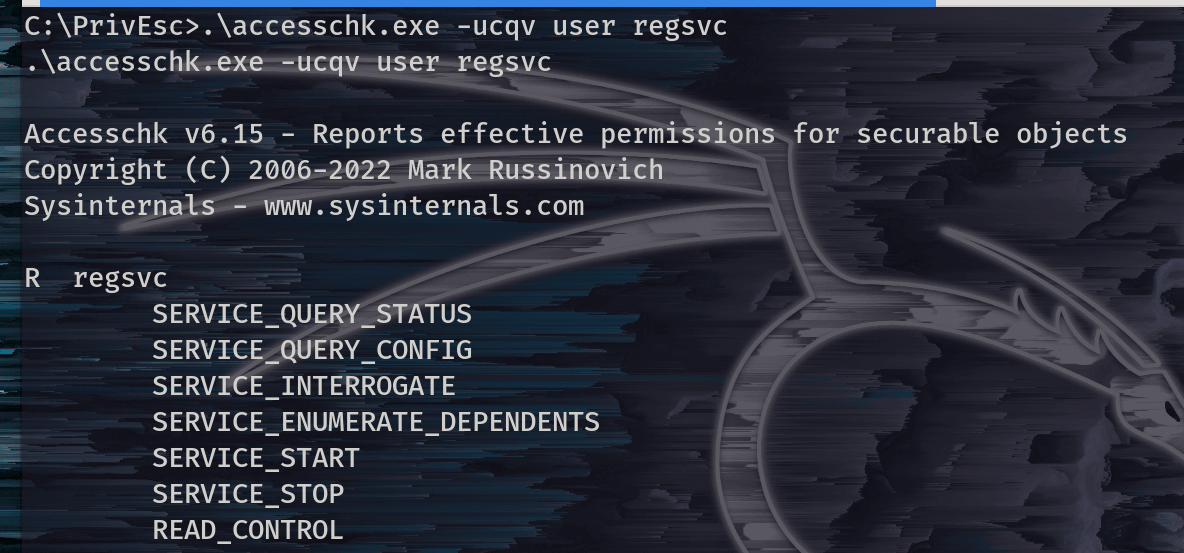 C:\PrivEsc>.\accesschk.exe -ucqv user regsvc
.\accesschk.exe -ucqv user regsvc
Accesschk v6.15 - Reports effective permissions for securable objects
Copyright (C) 2006-2022 Mark Russinovich
Sysinternals - www.sysinternals.com
R  regsvc
        SERVICE_QUERY_STATUS
        SERVICE_QUERY_CONFIG
        SERVICE_INTERROGATE
        SERVICE_ENUMERATE_DEPENDENTS
        SERVICE_START
        SERVICE_STOP
        READ_CONTROL